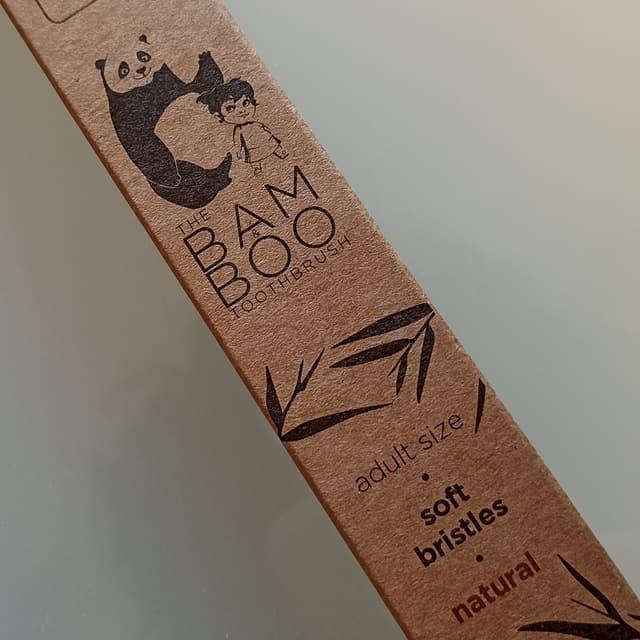 THE
BAM
&
BOO
TOOTHBRUSH
adult size
•
soft
bristles
•
natural